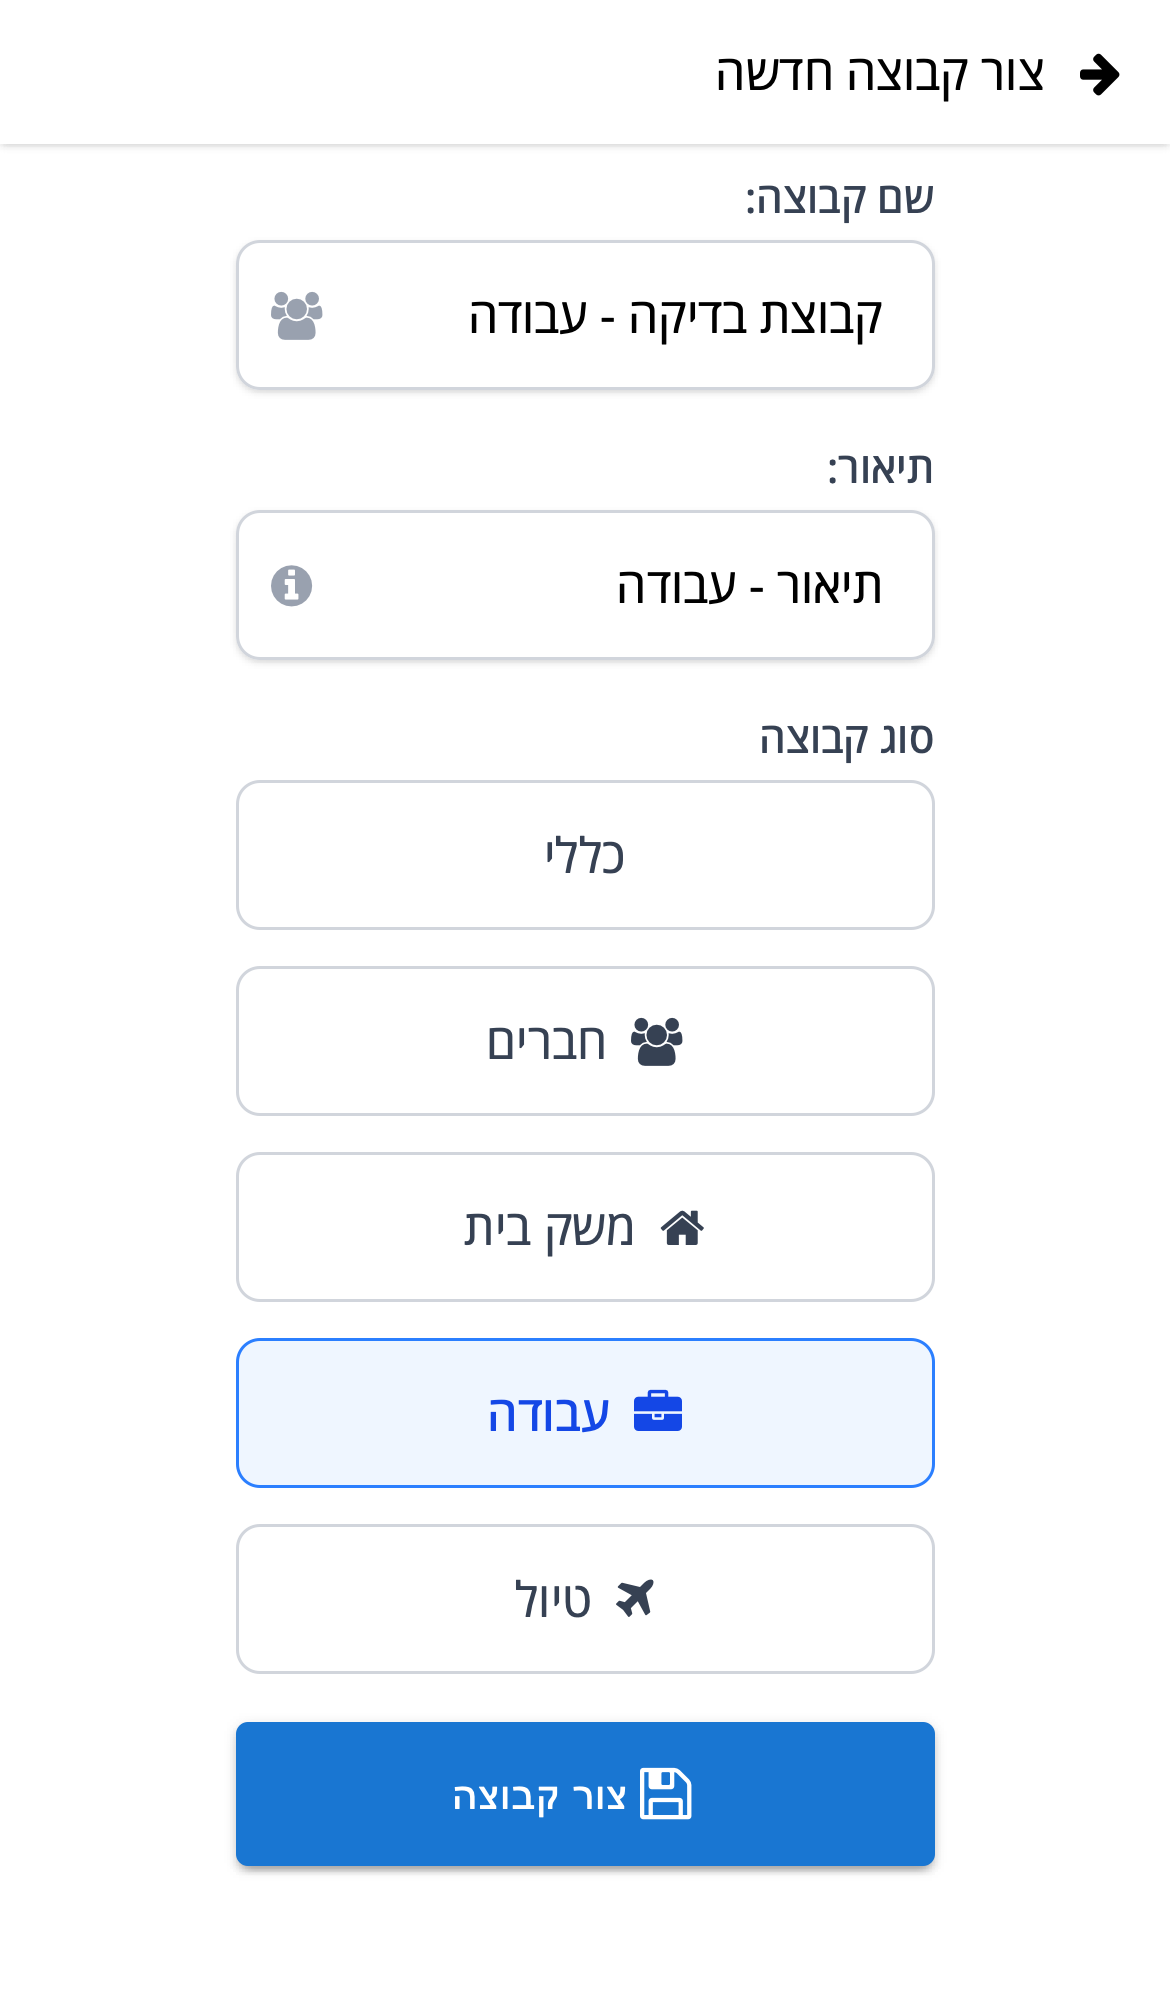 צור קבוצה חדשה
שם קבוצה:
קבוצת בדיקה - עבודה
תיאור:
תיאור - עבודה
סוג קבוצה
כללי
חברים
משק בית
עבודה
טיול
צור קבוצה